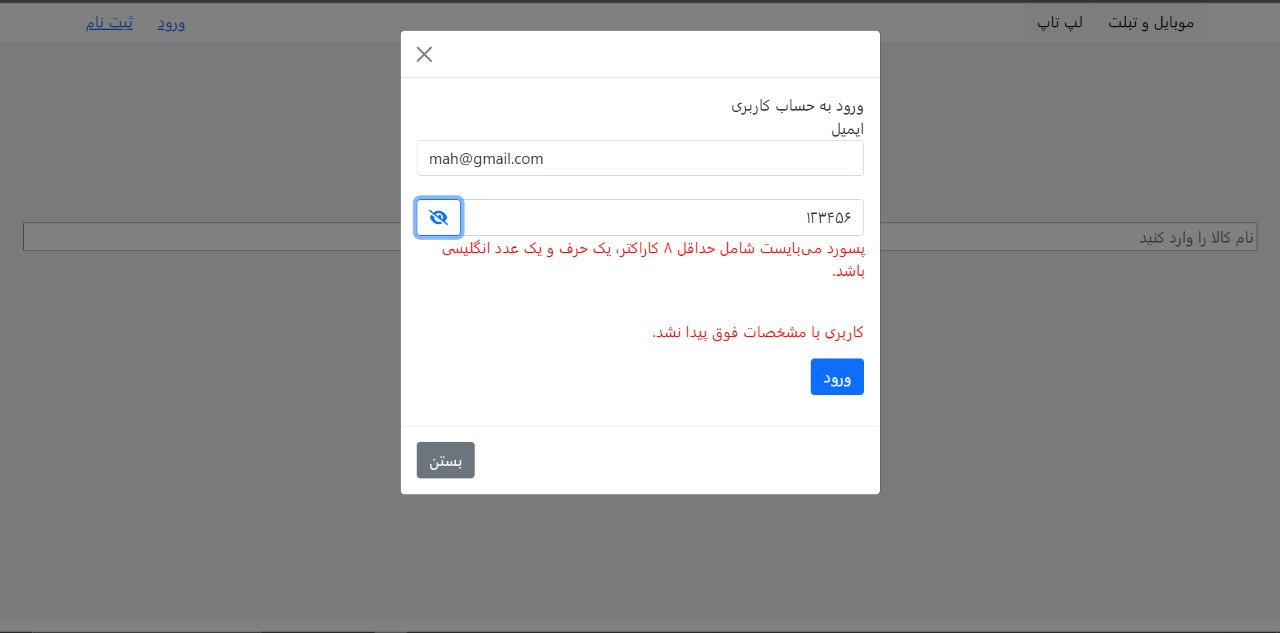 موبایل و تبلت
لپ تاپ
ورود
ثبت نام
ورود به حساب کاربری
ایمیل
mah@gmail.com
۱۲۳۴۵۶
پسورد می‌بایست شامل حداقل ۸ کاراکتر، یک حرف و یک عدد انگلیسی
باشد.
نام کالا را وارد کنید
کاربری با مشخصات فوق پیدا نشد.
ورود
بستن